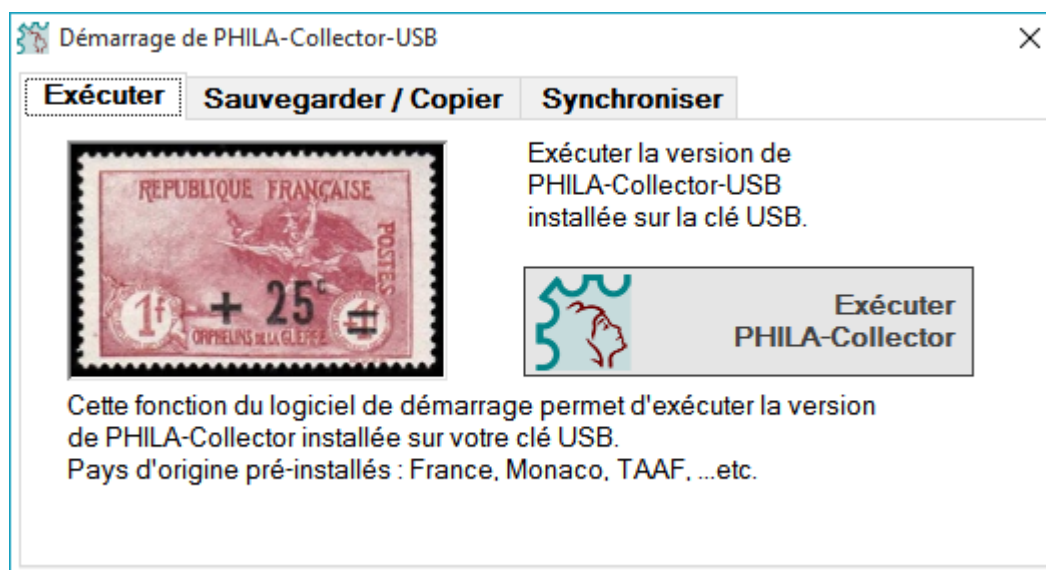 Démarrage de PHILA-Collector-USB
Exécuter
Sauvegarder / Copier
Synchroniser
REPUBLIQUE FRANÇAISE
POSTES
1f
+ 25c
ORPHELINS DE LA GUERRE
Exécuter la version de
PHILA-Collector-USB
installée sur la clé USB.
Exécuter
PHILA-Collector
Cette fonction du logiciel de démarrage permet d'exécuter la version
de PHILA-Collector installée sur votre clé USB.
Pays d'origine pré-installés : France, Monaco, TAAF, ...etc.